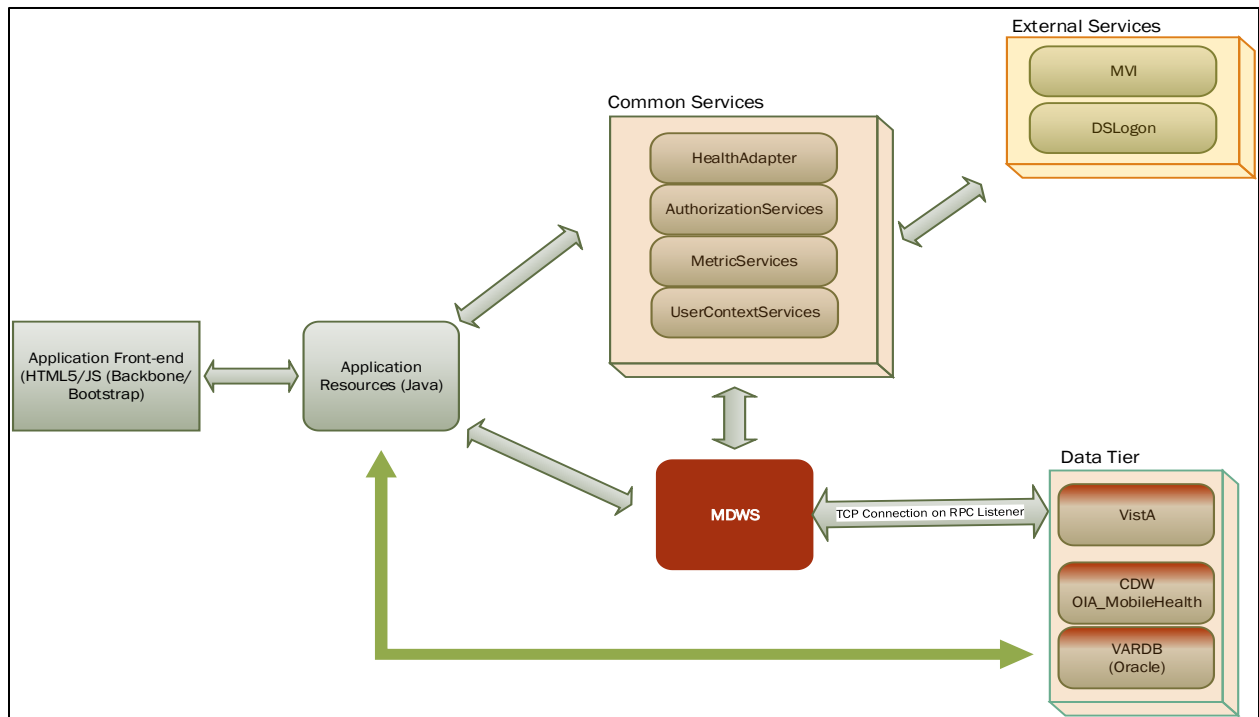 External Services
MVI
DSLogon
Common Services
HealthAdapter
AuthorizationServices
MetricServices
UserContextServices
Application Front-end
(HTML5/JS (Backbone/
Bootstrap)
Application
Resources (Java)
MDWS
TCP Connection on RPC Listener
Data Tier
VistA
CDW
OIA_MobileHealth
VARDB
(Oracle)